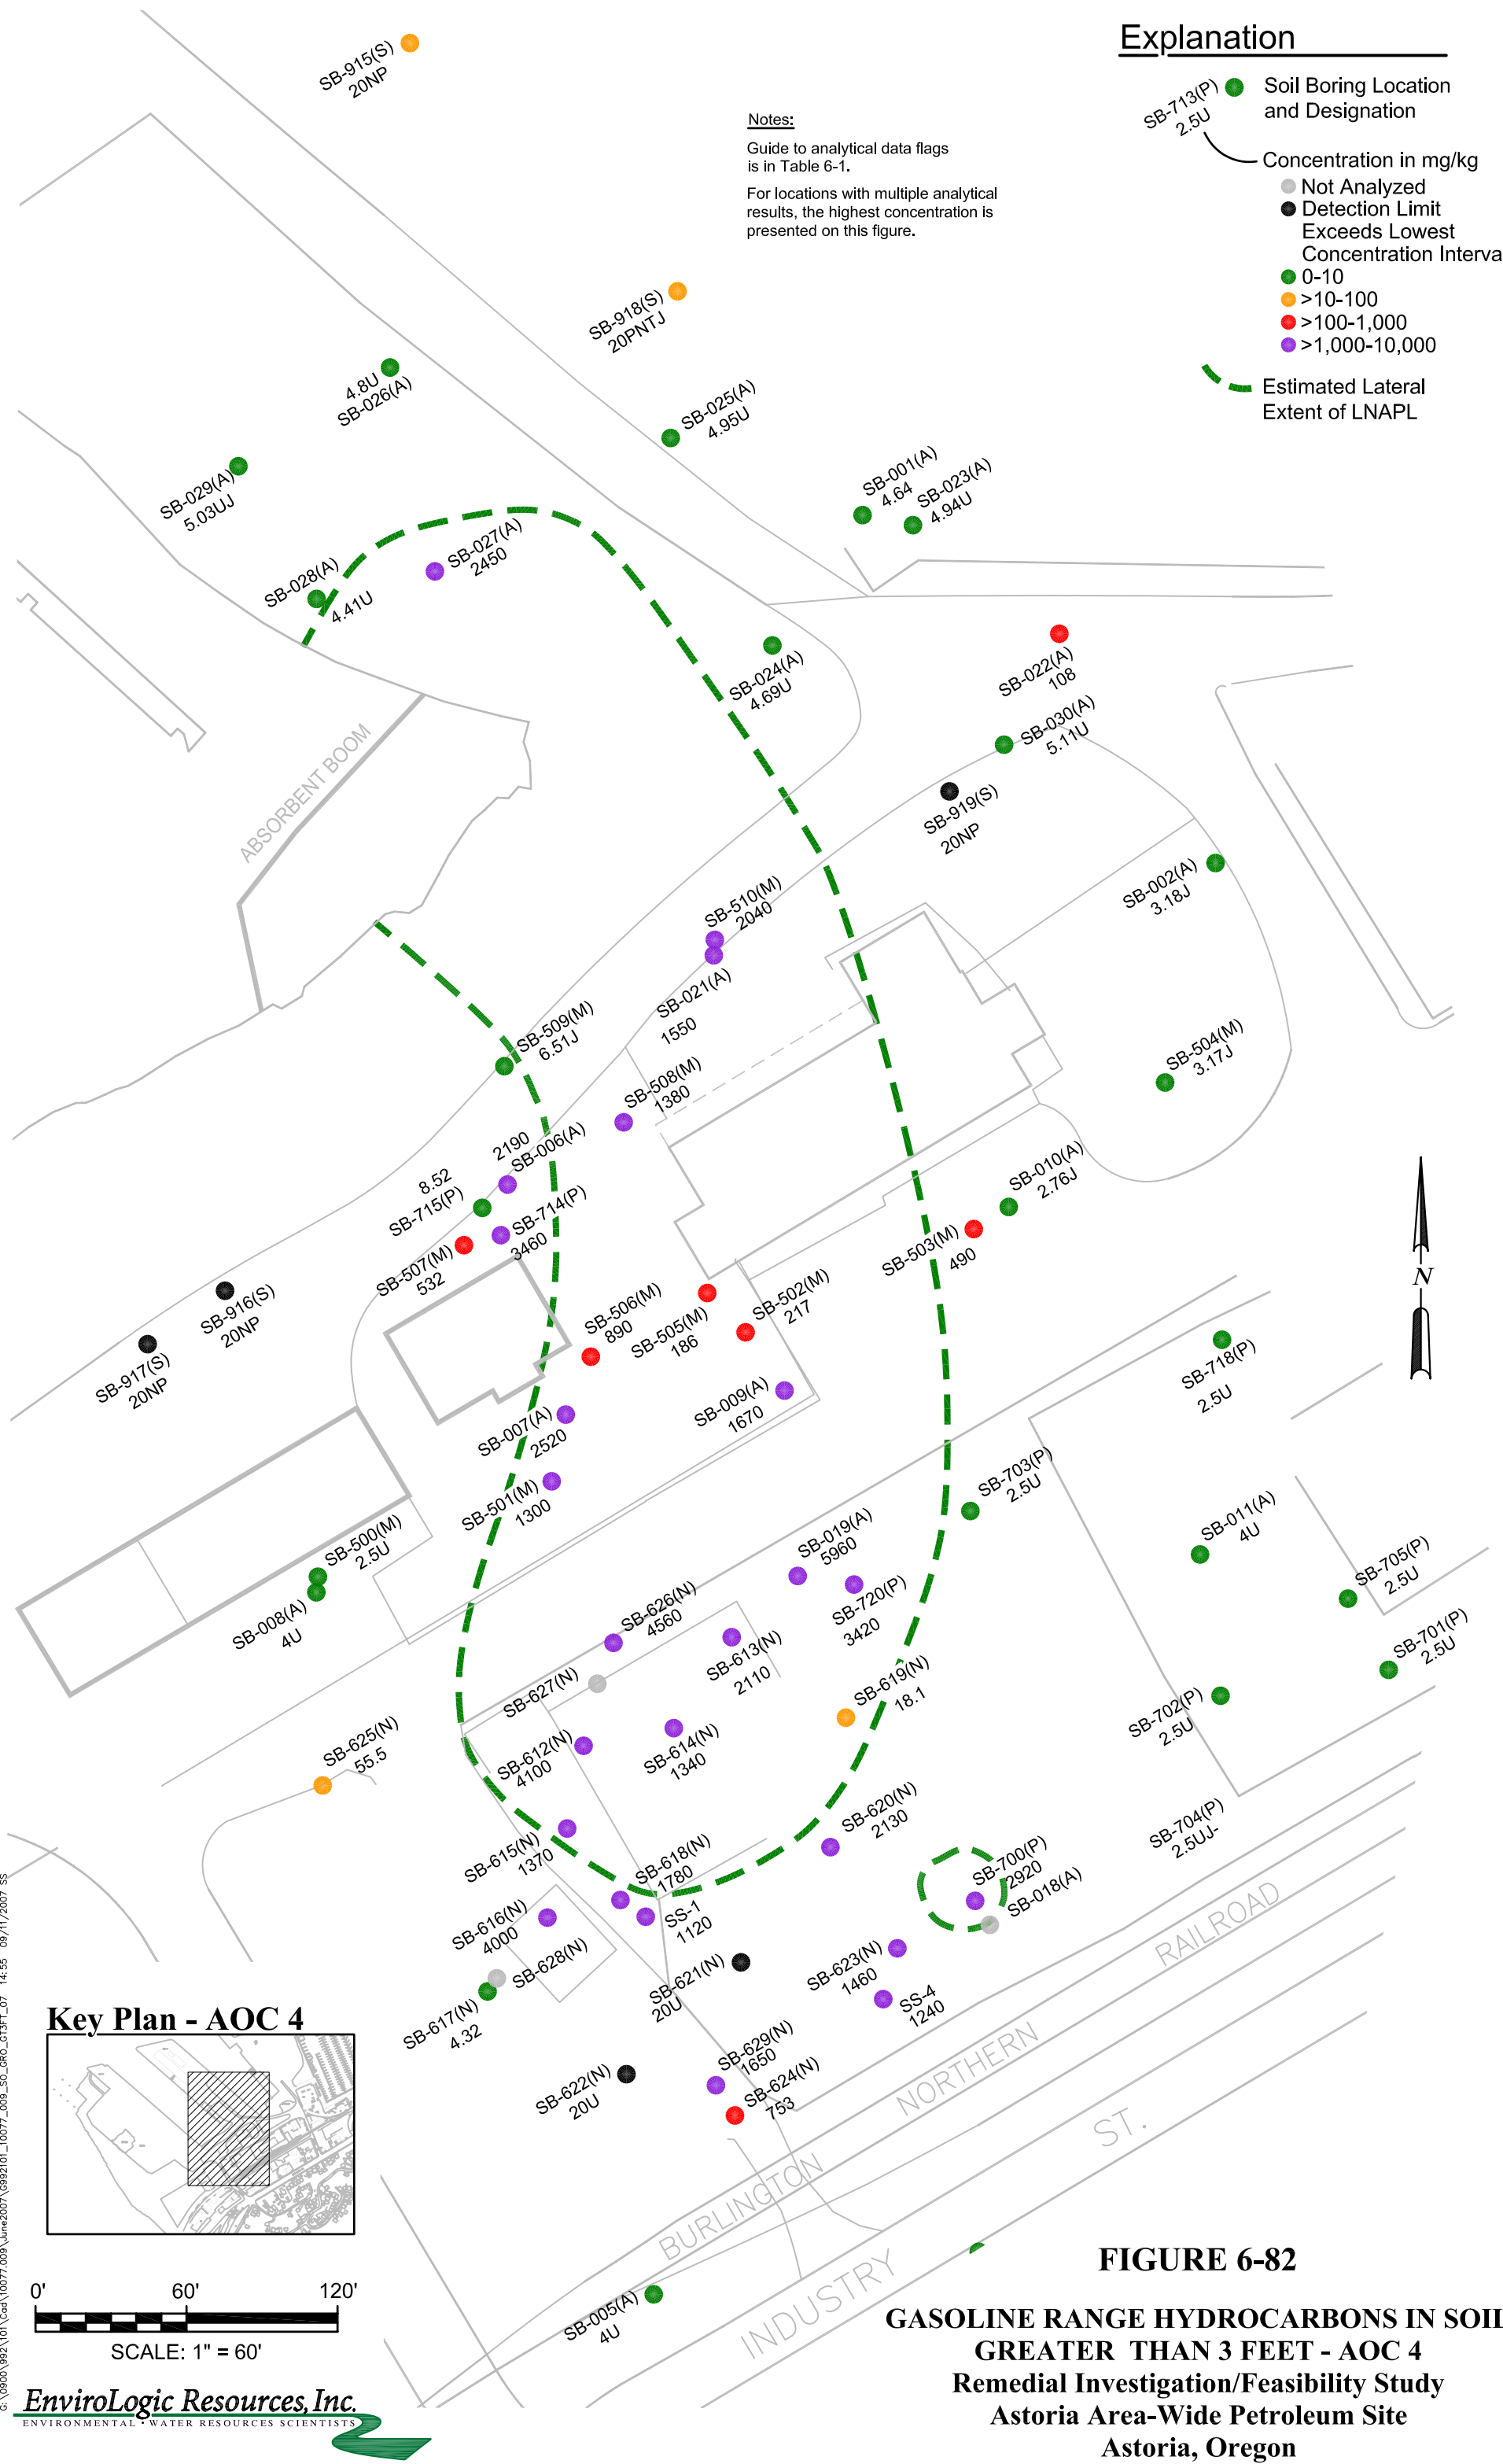 SB-915(S)
20NP
Notes:
Guide to analytical data flags
is in Table 6-1.
For locations with multiple analytical
results, the highest concentration is
presented on this figure.
Explanation
SB-713(P)
2.5U
Soil Boring Location
and Designation
Concentration in mg/kg
Not Analyzed
Detection Limit
Exceeds Lowest
Concentration Interva
0-10
>10-100
>100-1,000
>1,000-10,000
Estimated Lateral
Extent of LNAPL
SB-918(S)
20PNTJ
4.8U
SB-026(A)
SB-025(A)
4.95U
SB-029(A)
5.03UJ
SB-001(A)
4.64
SB-023(A)
4.94U
SB-027(A)
2450
SB-028(A)
4.41U
SB-024(A)
4.69U
SB-022(A)
108
SB-030(A)
5.11U
ABSORBENT BOOM
SB-919(S)
20NP
SB-002(A)
3.18J
SB-510(M)
2040
SB-021(A)
1550
SB-509(M)
6.51J
SB-504(M)
3.17J
SB-508(M)
1380
2190
SB-006(A)
8.52
SB-715(P)
SB-714(P)
3460
SB-507(M)
532
SB-010(A)
2.76J
SB-503(M)
490
SB-916(S)
20NP
SB-917(S)
20NP
SB-506(M)
890
SB-505(M)
186
SB-502(M)
217
N
SB-718(P)
2.5U
SB-009(A)
1670
SB-007(A)
2520
SB-501(M)
1300
SB-703(P)
2.5U
SB-500(M)
2.5U
SB-008(A)
4U
SB-019(A)
5960
SB-720(P)
3420
SB-011(A)
4U
SB-705(P)
2.5U
SB-701(P)
2.5U
SB-702(P)
2.5U
SB-626(N)
4560
SB-613(N)
2110
SB-627(N)
SB-619(N)
18.1
SB-625(N)
55.5
SB-612(N)
4100
SB-614(N)
1340
SB-620(N)
2130
SB-704(P)
2.5UJ-
SB-615(N)
1370
SB-618(N)
1780
SS-1
1120
SB-700(P)
2920
SB-018(A)
SB-616(N)
4000
SB-628(N)
SB-617(N)
4.32
SB-621(N)
20U
SB-623(N)
1460
SS-4
1240
SB-622(N)
20U
SB-629(N)
1650
SB-624(N)
753
BURLINGTON NORTHERN RAILROAD
INDUSTRY ST.
SB-005(A)
4U
Key Plan - AOC 4
0' 60' 120'
SCALE: 1" = 60'
EnviroLogic Resources, Inc.
ENVIRONMENTAL • WATER RESOURCES SCIENTISTS
G:\0900\992\101\Cad\10077.009\June2007\G992101_10077_009_SO_GRO_GT3FT_07 14:55 09/11/2007 SS
FIGURE 6-82
GASOLINE RANGE HYDROCARBONS IN SOIL
GREATER THAN 3 FEET - AOC 4
Remedial Investigation/Feasibility Study
Astoria Area-Wide Petroleum Site
Astoria, Oregon